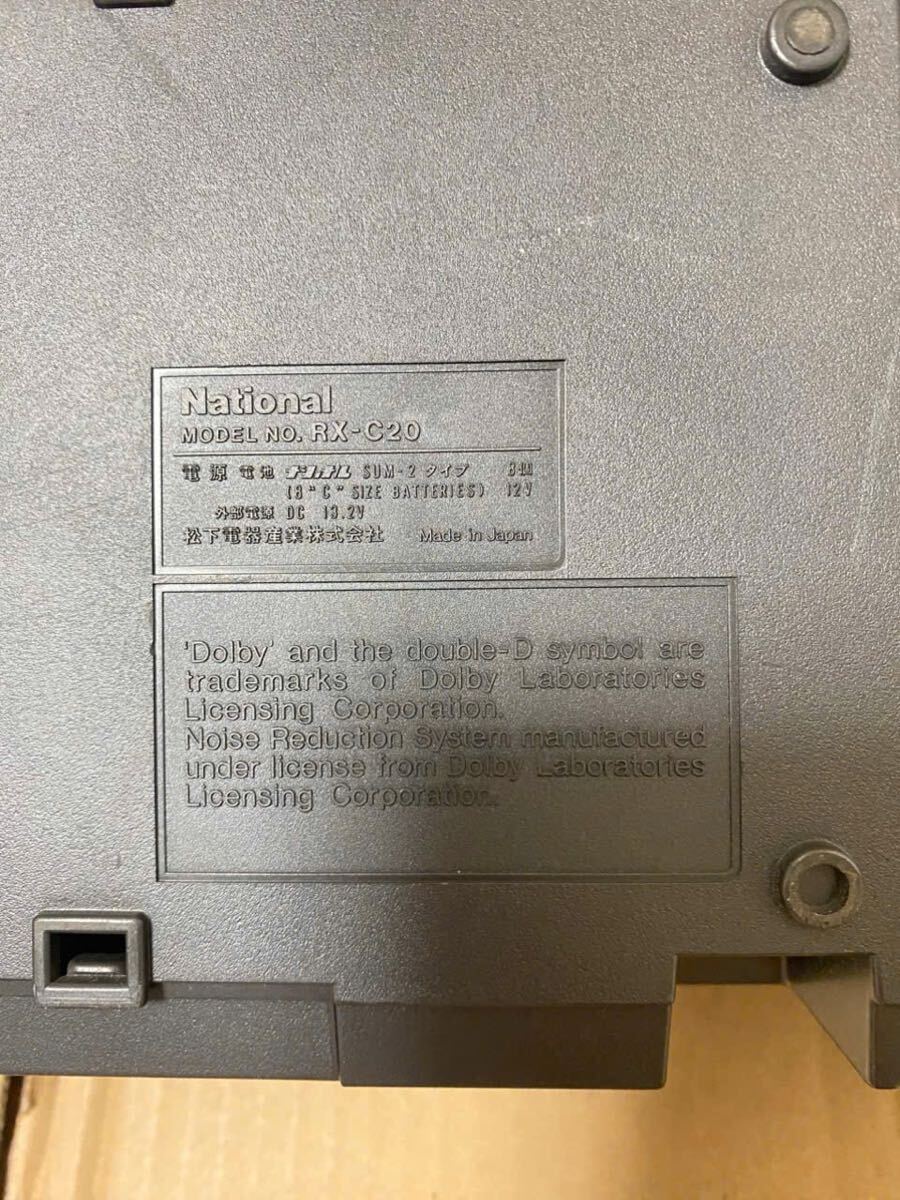 National
MODEL NO. RX-C20
電源 電池 ナショナル SUM-2 タイプ 8個
(8 "C" SIZE BATTERIES) 12V
外部電源 DC 13.2V
松下電器産業株式会社 Made in Japan
'Dolby' and the double-D symbol are
trademarks of Dolby Laboratories
Licensing Corporation.
Noise Reduction System manufactured
under license from Dolby Laboratories
Licensing Corporation.